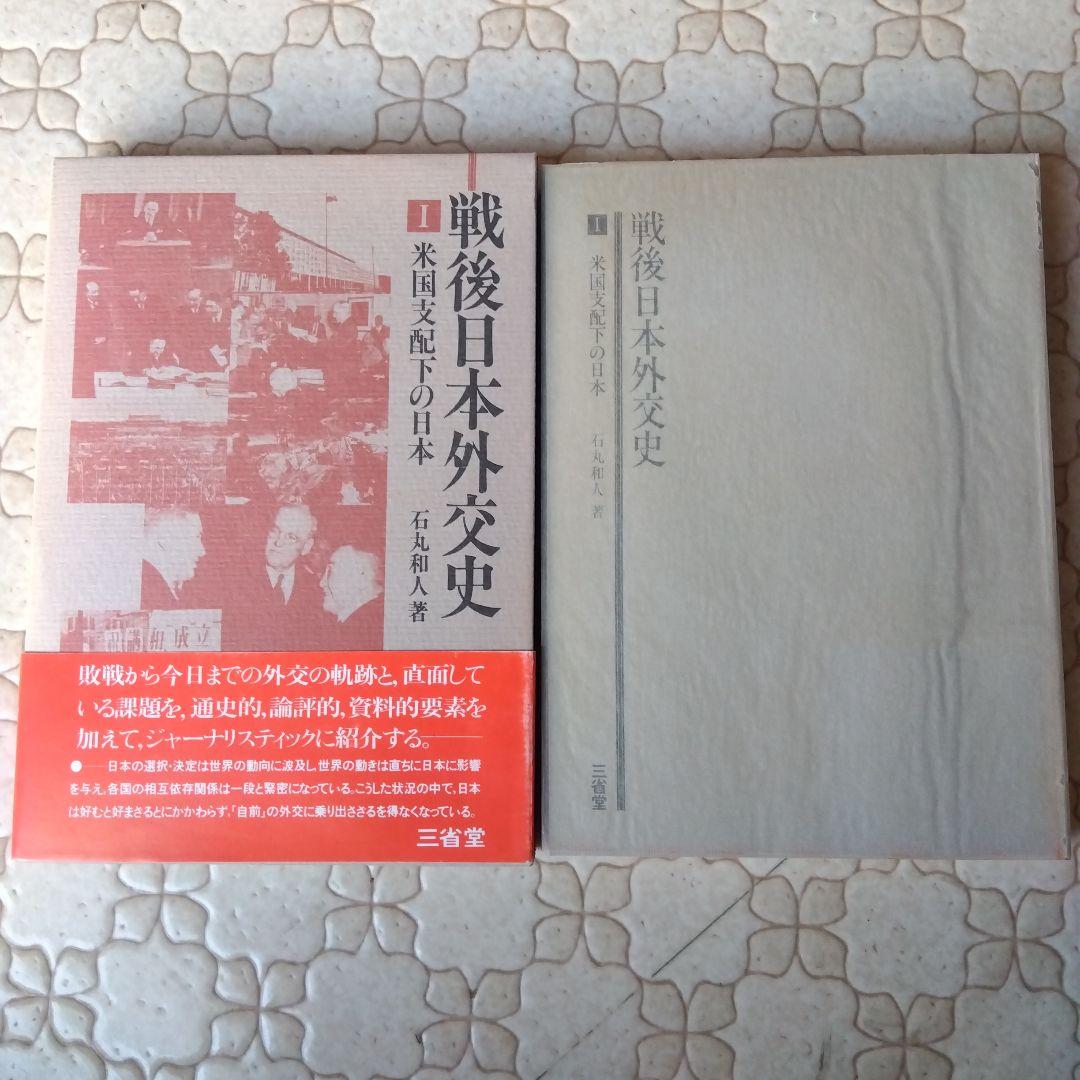 戦後日本外交史
I
米国支配下の日本
石丸和人 著
講和成立
敗戦から今日までの外交の軌跡と,直面して
いる課題を,通史的,論評的,資料的要素を
加えて,ジャーナリスティックに紹介する。――
●――日本の選択・決定は世界の動向に波及し,世界の動きは直ちに日本に影響
を与え,各国の相互依存関係は一段と緊密になっている。こうした状況の中で,日本
は好むと好まざるとにかかわらず,「自前」の外交に乗り出さざるを得なくなっている。
三省堂
戦後日本外交史
I
米国支配下の日本
石丸和人 著
三省堂